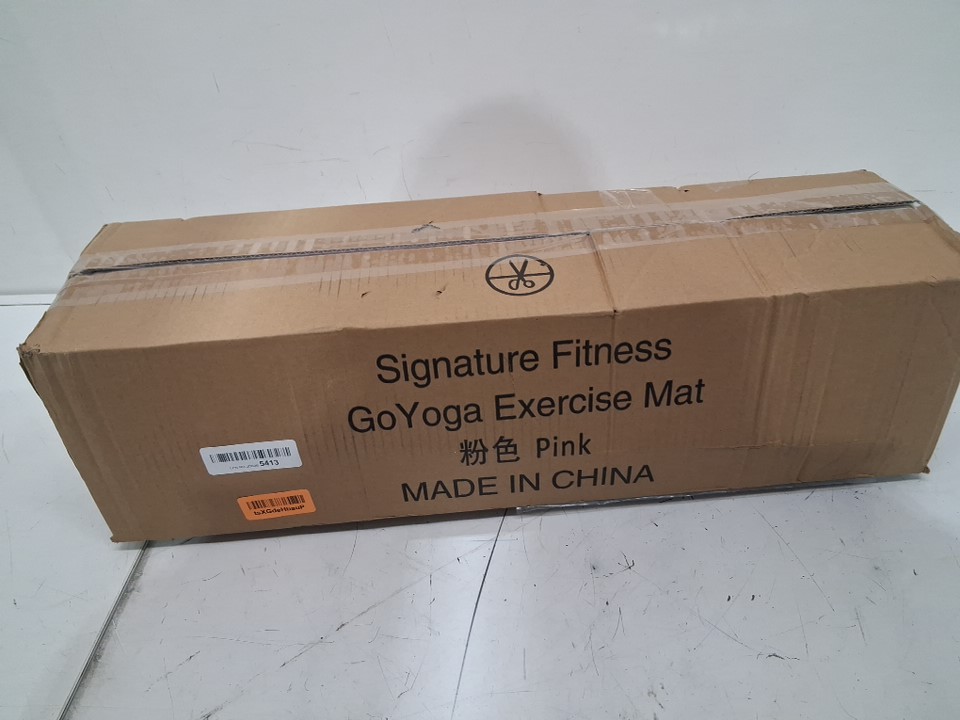 Signature Fitness
GoYoga Exercise Mat
粉色 Pink
MADE IN CHINA
5413